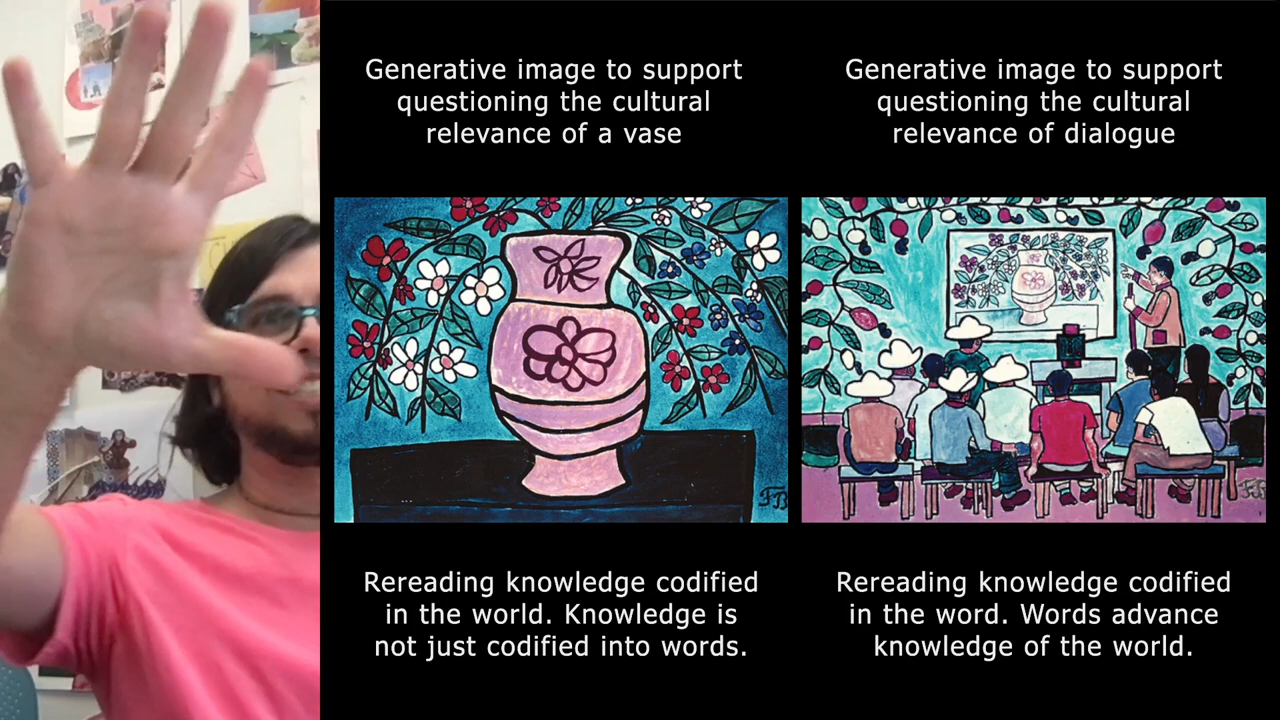 Generative image to support
questioning the cultural
relevance of a vase
Generative image to support
questioning the cultural
relevance of dialogue
FB
FB
Rereading knowledge codified
in the world. Knowledge is
not just codified into words.
Rereading knowledge codified
in the word. Words advance
knowledge of the world.